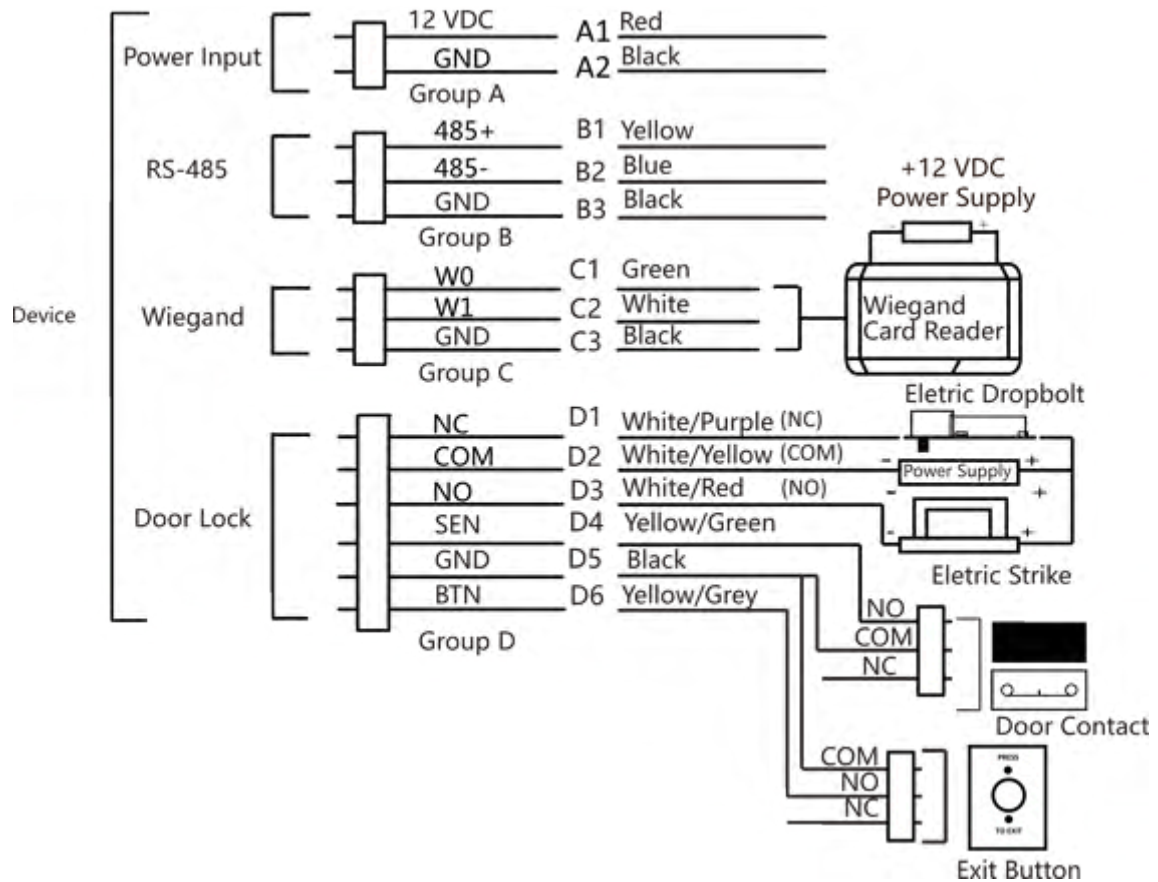 12 VDC A1 Red
Power Input
GND A2 Black
Group A
485+ B1 Yellow
RS-485
485- B2 Blue
GND B3 Black
Group B
+12 VDC
Power Supply
- +
W0 C1 Green
Device
Wiegand
W1 C2 White
GND C3 Black
Group C
Wiegand
Card Reader
Eletric Dropbolt
NC D1 White/Purple (NC)
COM D2 White/Yellow (COM)
- Power Supply +
NO D3 White/Red (NO)
- +
Door Lock
SEN D4 Yellow/Green
- +
GND D5 Black
Eletric Strike
BTN D6 Yellow/Grey
Group D
NO
COM
NC
Door Contact
COM
NO
NC
PRESS
TO EXIT
Exit Button